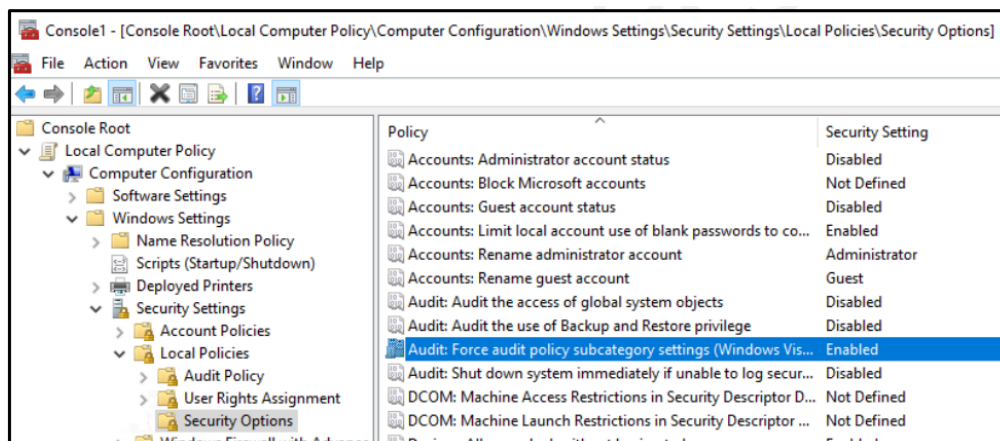 Console1 - [Console Root\Local Computer Policy\Computer Configuration\Windows Settings\Security Settings\Local Policies\Security Options]
File Action View Favorites Window Help
Console Root
Local Computer Policy
Computer Configuration
Software Settings
Windows Settings
Name Resolution Policy
Scripts (Startup/Shutdown)
Deployed Printers
Security Settings
Account Policies
Local Policies
Audit Policy
User Rights Assignment
Security Options
Windows Firewall with Advance
Policy Security Setting
Accounts: Administrator account status Disabled
Accounts: Block Microsoft accounts Not Defined
Accounts: Guest account status Disabled
Accounts: Limit local account use of blank passwords to co... Enabled
Accounts: Rename administrator account Administrator
Accounts: Rename guest account Guest
Audit: Audit the access of global system objects Disabled
Audit: Audit the use of Backup and Restore privilege Disabled
Audit: Force audit policy subcategory settings (Windows Vis... Enabled
Audit: Shut down system immediately if unable to log secur... Disabled
DCOM: Machine Access Restrictions in Security Descriptor D... Not Defined
DCOM: Machine Launch Restrictions in Security Descriptor ... Not Defined